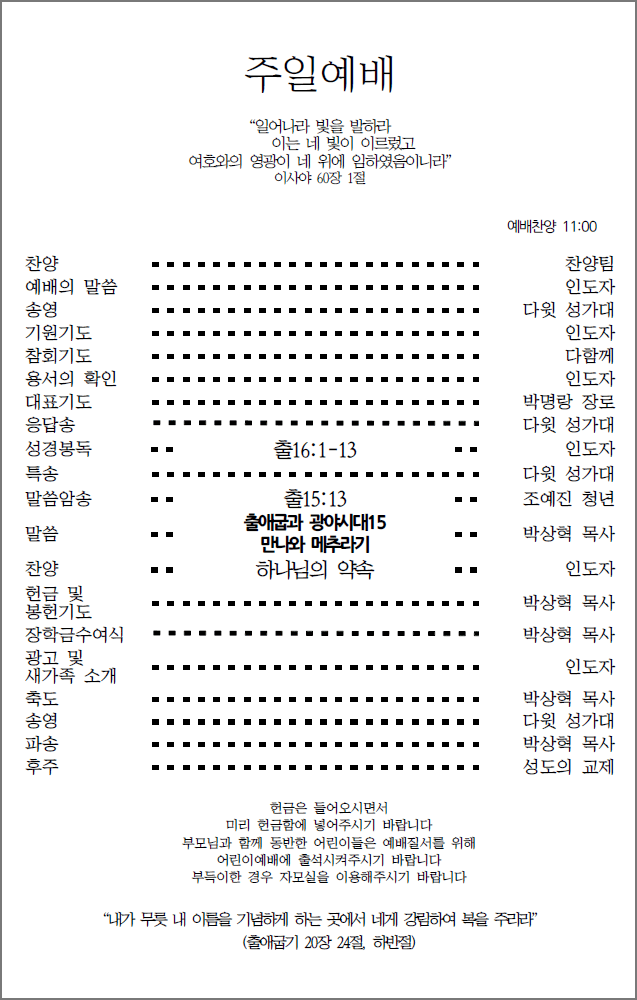 주일예배
“일어나라 빛을 발하라
이는 네 빛이 이르렀고
여호와의 영광이 네 위에 임하였음이니라”
이사야 60장 1절
예배찬양 11:00
찬양 찬양팀
예배의 말씀 인도자
송영 다윗 성가대
기원기도 인도자
참회기도 다함께
용서의 확인 인도자
대표기도 박명랑 장로
응답송 다윗 성가대
성경봉독 출16:1-13 인도자
특송 다윗 성가대
말씀암송 출15:13 조예진 청년
출애굽과 광야시대15
말씀 박상혁 목사
만나와 메추라기
찬양 하나님의 약속 인도자
헌금 및
봉헌기도 박상혁 목사
장학금수여식 박상혁 목사
광고 및
새가족 소개 인도자
축도 박상혁 목사
송영 다윗 성가대
파송 박상혁 목사
후주 성도의 교제
헌금은 들어오시면서
미리 헌금함에 넣어주시기 바랍니다
부모님과 함께 동반한 어린이들은 예배질서를 위해
어린이예배에 출석시켜주시기 바랍니다
부득이한 경우 자모실을 이용해주시기 바랍니다
“내가 무릇 내 이름을 기념하게 하는 곳에서 네게 강림하여 복을 주리라”
(출애굽기 20장 24절, 하반절)